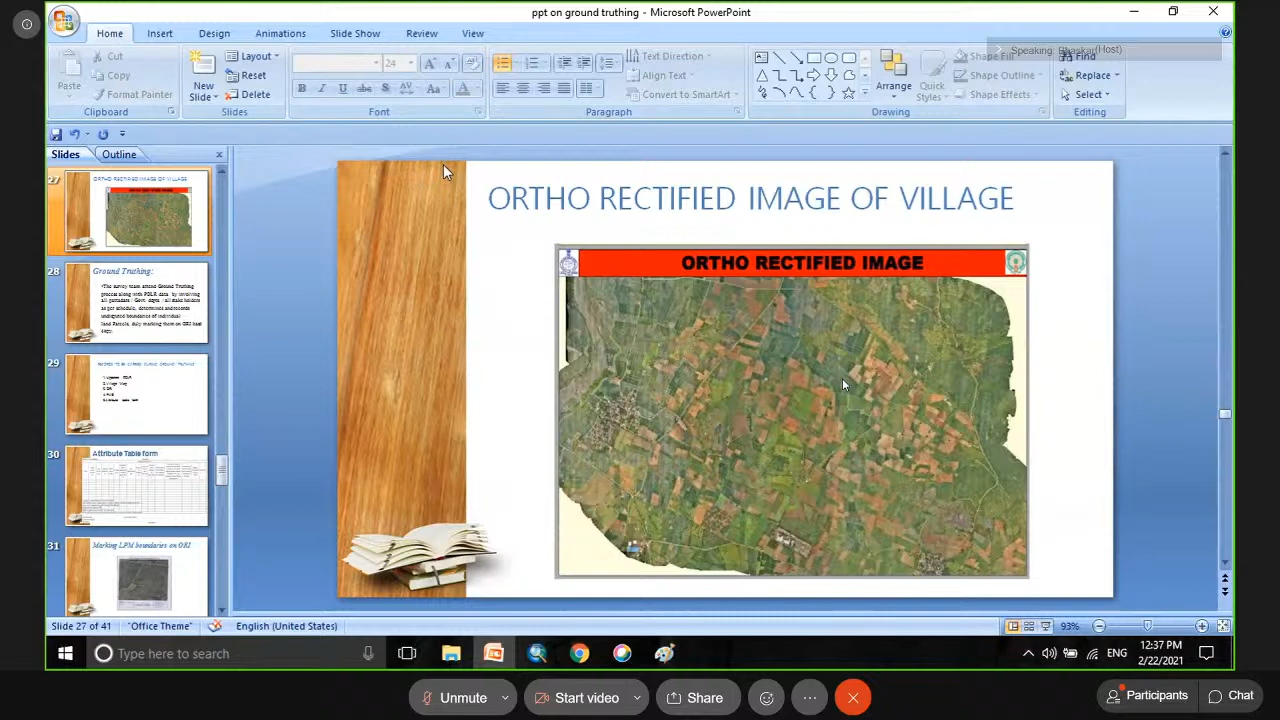 ppt on ground truthing - Microsoft PowerPoint
Home Insert Design Animations Slide Show Review View
Speaking: Bhaskar(Host)
Cut
Copy
Format Painter
Paste
Clipboard
New
Slide
Layout
Reset
Delete
Slides
24
Font
Text Direction
Align Text
Convert to SmartArt
Paragraph
Arrange
Quick
Styles
Shape Fill
Shape Outline
Shape Effects
Drawing
Find
Replace
Select
Editing
Slides Outline
27
ORTHO RECTIFIED IMAGE OF VILLAGE
28
Ground Truthing:
29
30
Attribute Table form
31
Marking LPM boundaries on ORI
ORTHO RECTIFIED IMAGE OF VILLAGE
ORTHO RECTIFIED IMAGE
Slide 27 of 41 "Office Theme" English (United States) 93%
Type here to search
ENG
12:37 PM
2/22/2021
Unmute Start video Share Participants Chat